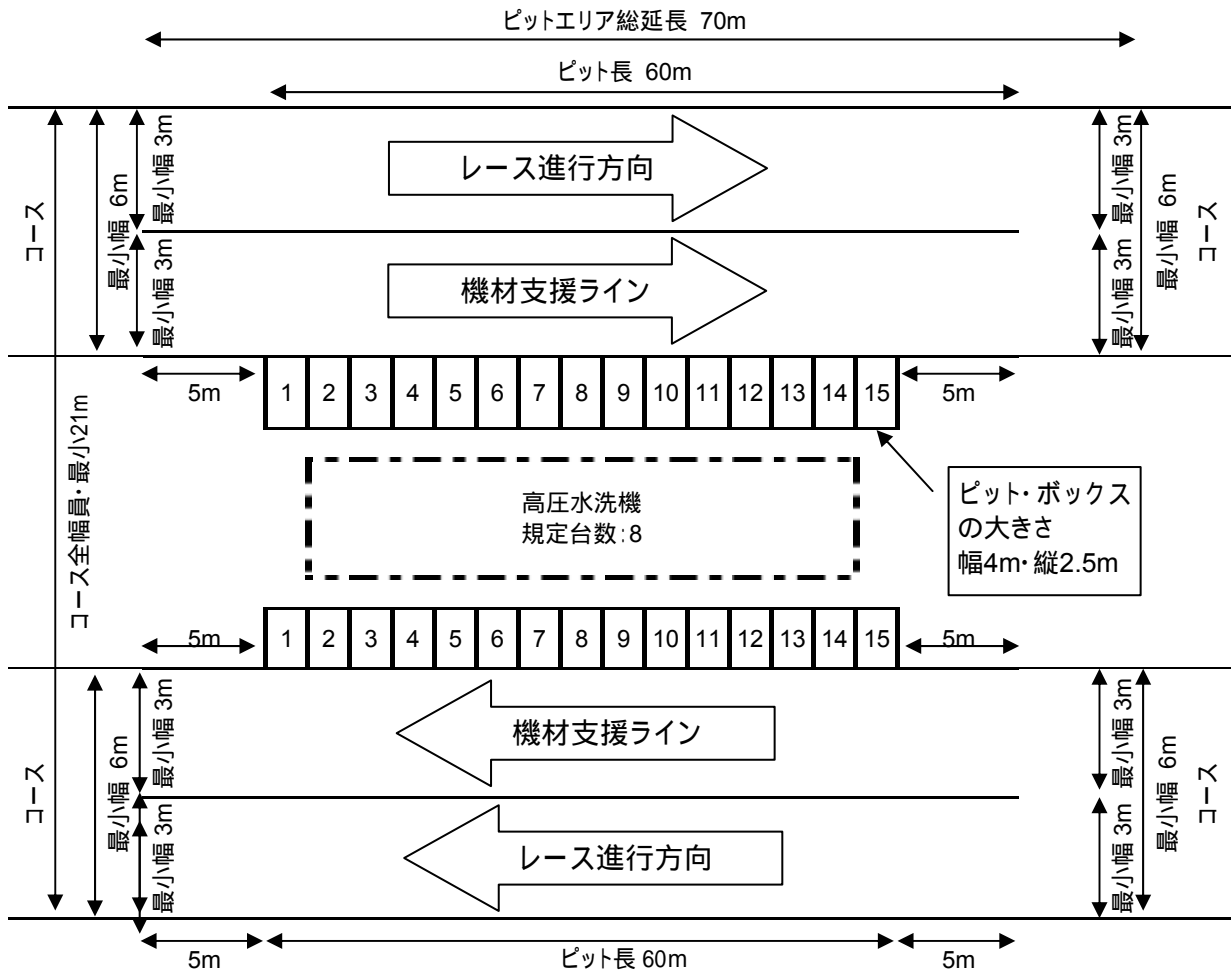 ピットエリア総延長 70m
ピット長 60m
コース
最小幅 6m
最小幅 3m
レース進行方向
最小幅 3m
最小幅 6m
コース
最小幅 3m
機材支援ライン
最小幅 3m
5m
1 2 3 4 5 6 7 8 9 10 11 12 13 14 15
5m
コース全幅員・最小21m
高圧水洗機
規定台数:8
ピット・ボックス
の大きさ
幅4m・縦2.5m
5m
1 2 3 4 5 6 7 8 9 10 11 12 13 14 15
5m
コース
最小幅 6m
最小幅 3m
機材支援ライン
最小幅 3m
最小幅 6m
コース
最小幅 3m
レース進行方向
最小幅 3m
5m
ピット長 60m
5m